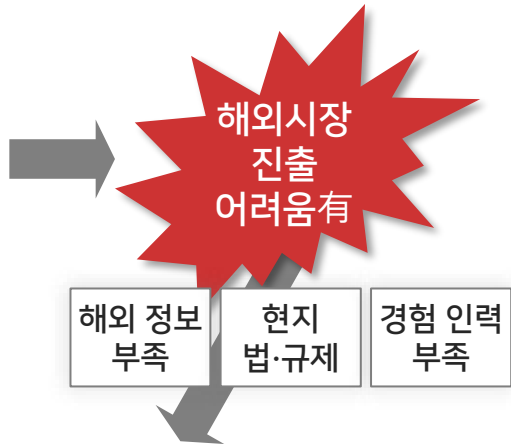 해외시장
진출
어려움有
해외 정보
부족
현지
법·규제
경험 인력
부족